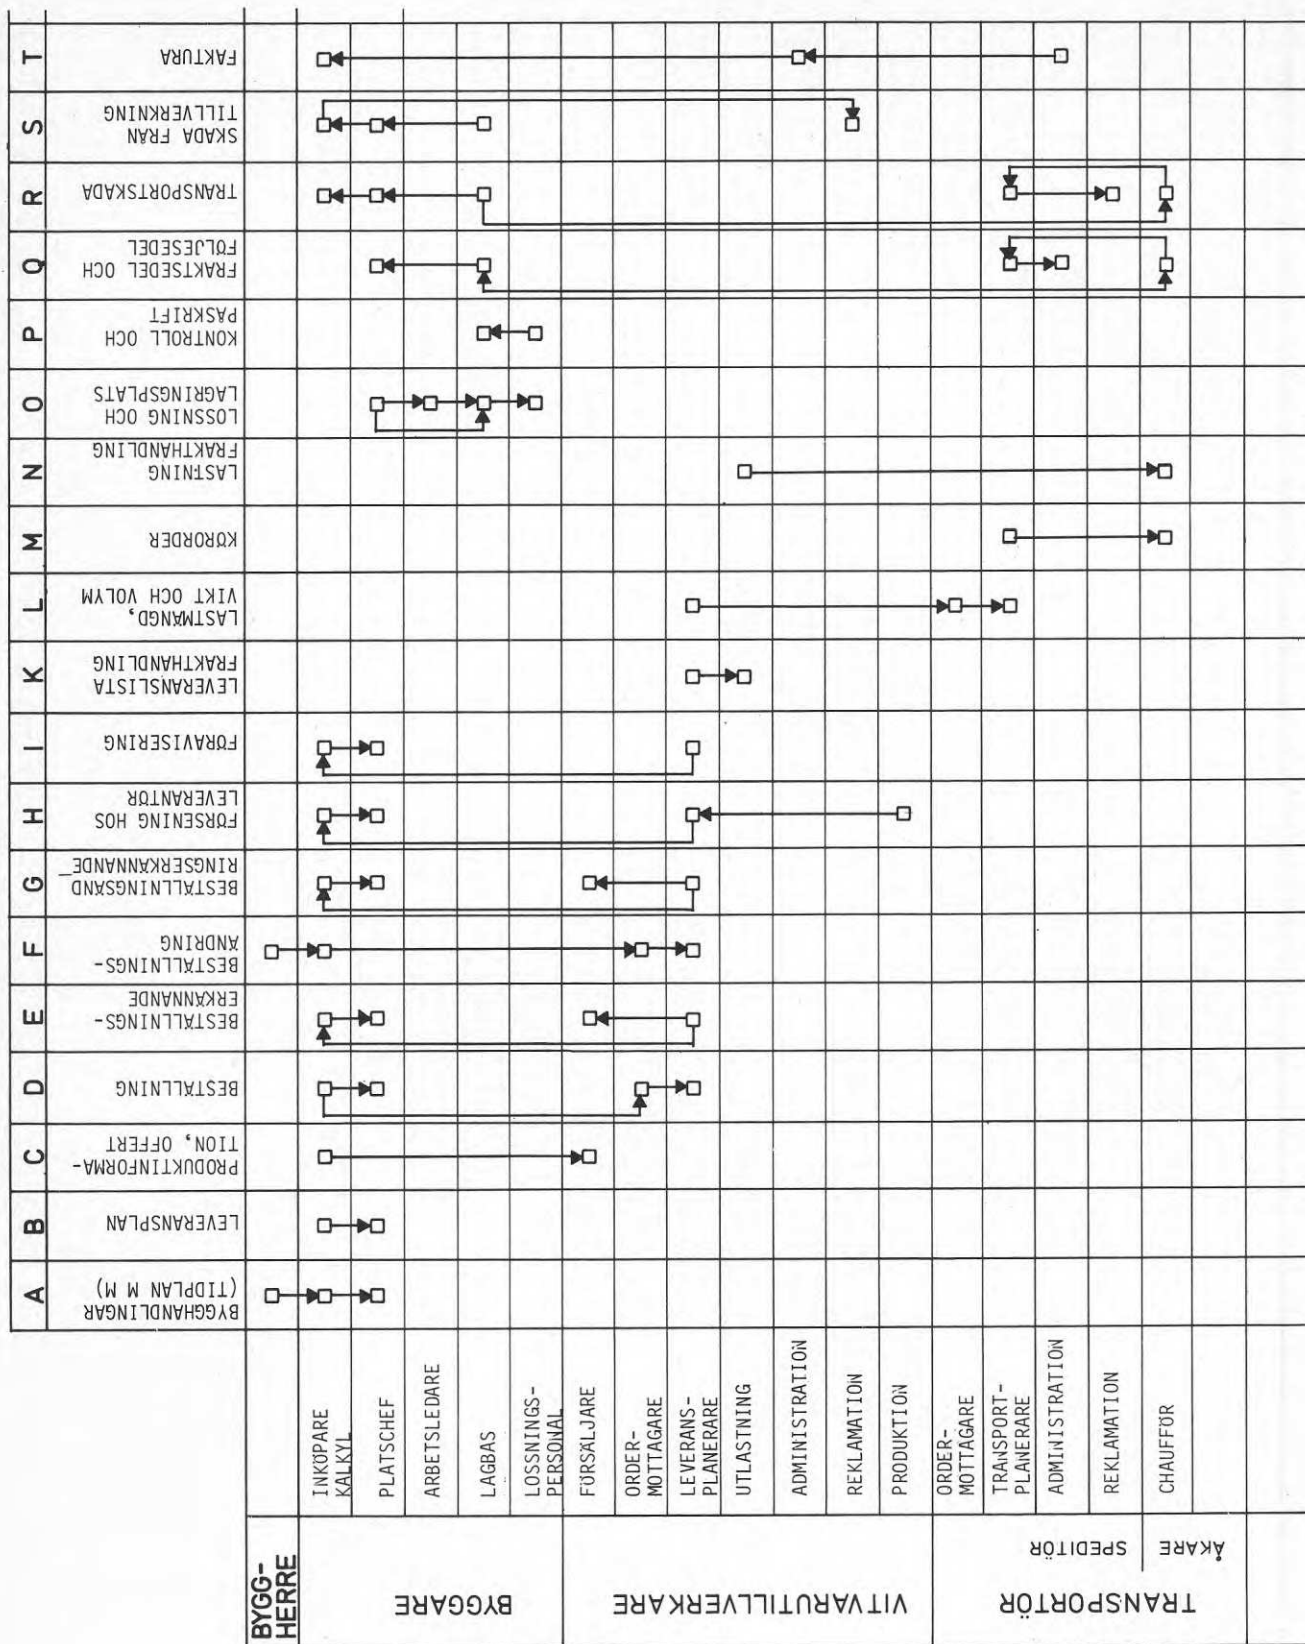 A
BYGGHANDLINGAR
(TIDPLAN M M)
B
LEVERANSPLAN
C
PRODUKTINFORMA-
TION, OFFERT
D
BESTÄLLNING
E
BESTÄLLNINGS-
ERKÄNNANDE
F
BESTÄLLNINGS-
ÄNDRING
G
BESTÄLLNINGSÄND
RINGSERKÄNNANDE_
H
FÖRSENING HOS
LEVERANTÖR
I
FÖRAVISERING
K
LEVERANSLISTA
FRAKTHANDLING
L
LASTMÄNGD,
VIKT OCH VOLYM
M
KÖRORDER
N
LASTNING
FRAKTHANDLING
O
LOSSNING OCH
LAGRINGSPLATS
P
KONTROLL OCH
PASKRIFT
Q
FRAKTSEDEL OCH
FÖLJESEDEL
R
TRANSPORTSKADA
S
SKADA FRÅN
TILLVERKNING
T
FAKTURA
BYGG-
HERRE
BYGGARE
INKÖPARE
KALKYL
PLATSCHEF
ARBETSLEDARE
LAGBAS
LOSSNINGS-
PERSONAL
VITVARUTILLVERKARE
FÖRSÄLJARE
ORDER-
MOTTAGARE
LEVERANS-
PLANERARE
UTLASTNING
ADMINISTRATION
REKLAMATION
PRODUKTION
TRANSPORTÖR
SPEDITÖR
ORDER-
MOTTAGARE
TRANSPORT-
PLANERARE
ADMINISTRATION
REKLAMATION
ÅKARE
CHAUFFÖR